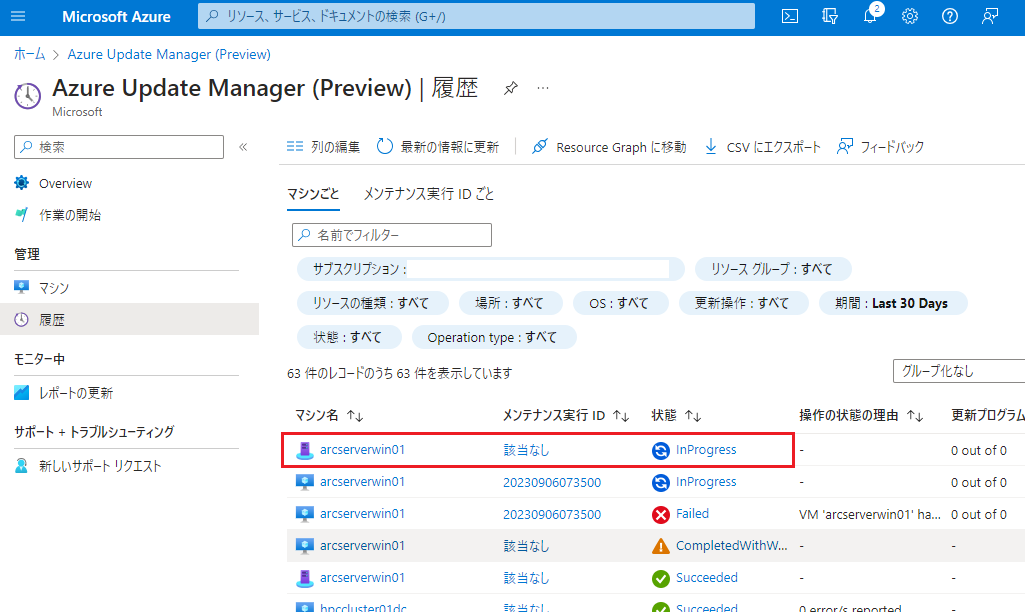 Microsoft Azure
リソース、サービス、ドキュメントの検索 (G+/)
2
ホーム > Azure Update Manager (Preview)
Azure Update Manager (Preview) | 履歴
Microsoft
検索
Overview
作業の開始
管理
マシン
履歴
モニター中
レポートの更新
サポート + トラブルシューティング
新しいサポート リクエスト
列の編集 最新の情報に更新 Resource Graph に移動 CSV にエクスポート フィードバック
マシンごと メンテナンス実行 ID ごと
名前でフィルター
サブスクリプション : リソース グループ : すべて
リソースの種類 : すべて 場所 : すべて OS : すべて 更新操作 : すべて 期間 : Last 30 Days
状態 : すべて Operation type : すべて
63 件のレコードのうち 63 件を表示しています
グループ化なし
マシン名 ↑↓ メンテナンス実行 ID ↑↓ 状態 ↑↓ 操作の状態の理由 ↑↓ 更新プログラム
arcserverwin01 該当なし InProgress - 0 out of 0
arcserverwin01 20230906073500 InProgress - 0 out of 0
arcserverwin01 20230906073500 Failed VM 'arcserverwin01' ha... 0 out of 0
arcserverwin01 該当なし CompletedWithW... - -
arcserverwin01 該当なし Succeeded - -
hpccluster01dc 該当なし Succeeded 0 error/s reported -